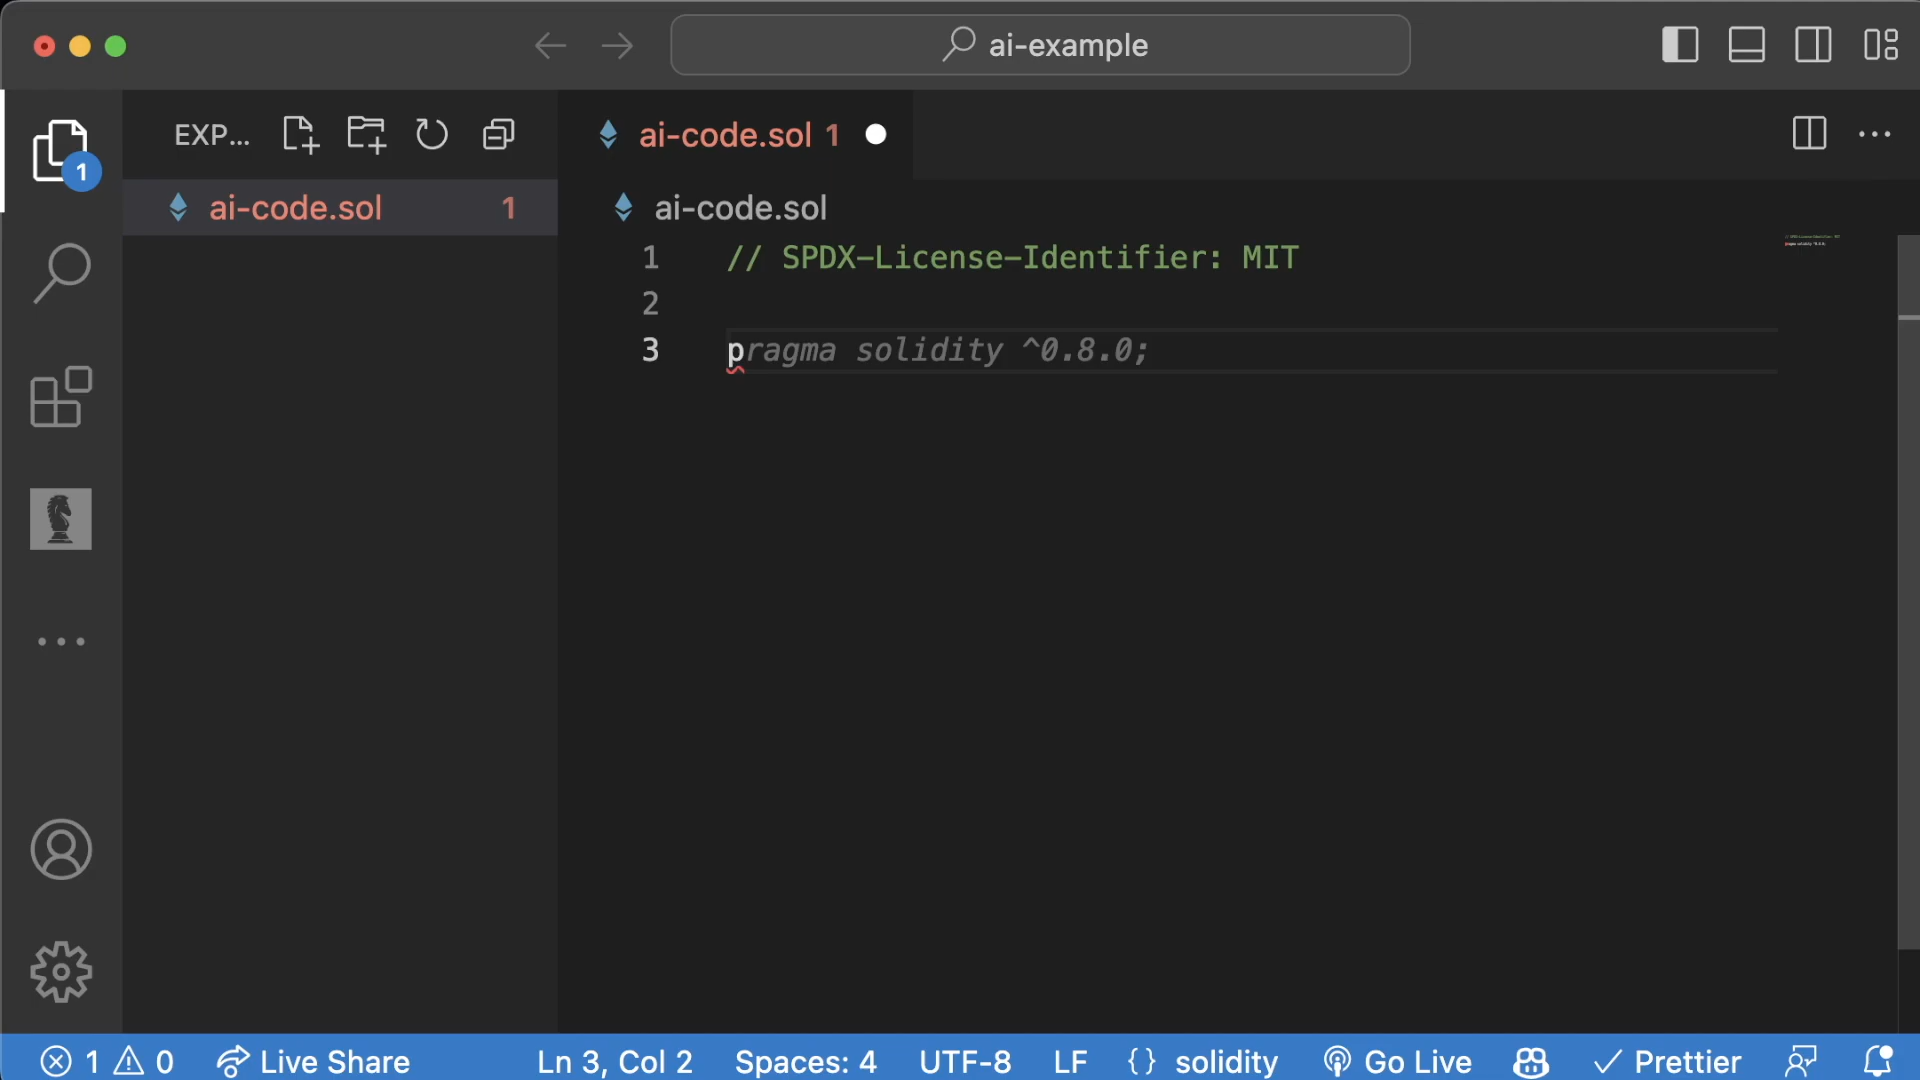 ai-example
EXP...
ai-code.sol 1
1
ai-code.sol 1
ai-code.sol
1 // SPDX-License-Identifier: MIT
2
3 pragma solidity ^0.8.0;
1 0 Live Share Ln 3, Col 2 Spaces: 4 UTF-8 LF {} solidity Go Live Prettier